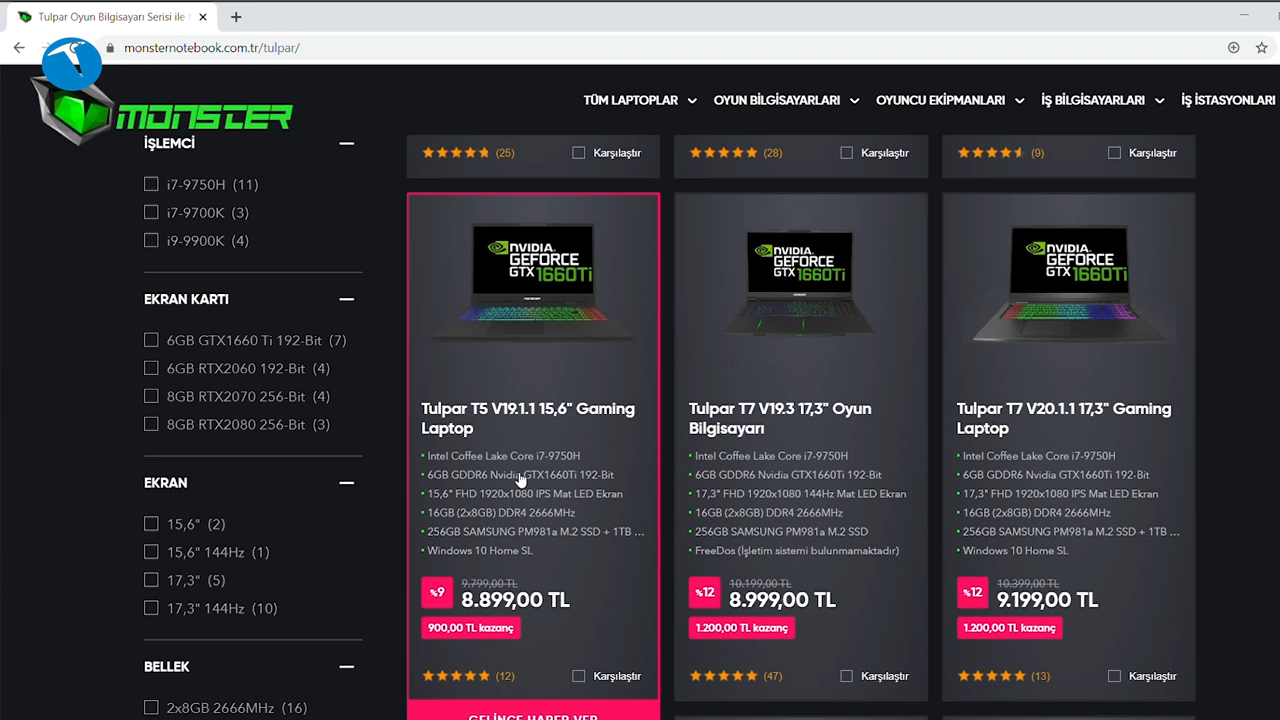 Tulpar Oyun Bilgisayarı Serisi ile
monsternotebook.com.tr/tulpar/
MONSTER
TÜM LAPTOPLAR
OYUN BİLGİSAYARLARI
OYUNCU EKİPMANLARI
İŞ BİLGİSAYARLARI
İŞ İSTASYONLARI
İŞLEMCİ
i7-9750H (11)
i7-9700K (3)
i9-9900K (4)
EKRAN KARTI
6GB GTX1660 Ti 192-Bit (7)
6GB RTX2060 192-Bit (4)
8GB RTX2070 256-Bit (4)
8GB RTX2080 256-Bit (3)
EKRAN
15,6" (2)
15,6" 144Hz (1)
17,3" (5)
17,3" 144Hz (10)
BELLEK
2x8GB 2666MHz (16)
(25) Karşılaştır
(28) Karşılaştır
(9) Karşılaştır
NVIDIA.
GEFORCE
GTX 1660Ti
Tulpar T5 V19.1.1 15,6" Gaming
Laptop
• Intel Coffee Lake Core i7-9750H
• 6GB GDDR6 Nvidia GTX1660Ti 192-Bit
• 15,6" FHD 1920x1080 IPS Mat LED Ekran
• 16GB (2x8GB) DDR4 2666MHz
• 256GB SAMSUNG PM981a M.2 SSD + 1TB ...
• Windows 10 Home SL
%9
9.799,00 TL
8.899,00 TL
900,00 TL kazanç
(12) Karşılaştır
GELİNCE HABER VER
NVIDIA.
GEFORCE
GTX 1660Ti
Tulpar T7 V19.3 17,3" Oyun
Bilgisayarı
• Intel Coffee Lake Core i7-9750H
• 6GB GDDR6 Nvidia GTX1660Ti 192-Bit
• 17,3" FHD 1920x1080 144Hz Mat LED Ekran
• 16GB (2x8GB) DDR4 2666MHz
• 256GB SAMSUNG PM981a M.2 SSD
• FreeDos (İşletim sistemi bulunmamaktadır)
%12
10.199,00 TL
8.999,00 TL
1.200,00 TL kazanç
(47) Karşılaştır
NVIDIA.
GEFORCE
GTX 1660Ti
Tulpar T7 V20.1.1 17,3" Gaming
Laptop
• Intel Coffee Lake Core i7-9750H
• 6GB GDDR6 Nvidia GTX1660Ti 192-Bit
• 17,3" FHD 1920x1080 IPS Mat LED Ekran
• 16GB (2x8GB) DDR4 2666MHz
• 256GB SAMSUNG PM981a M.2 SSD + 1TB ...
• Windows 10 Home SL
%12
10.399,00 TL
9.199,00 TL
1.200,00 TL kazanç
(13) Karşılaştır